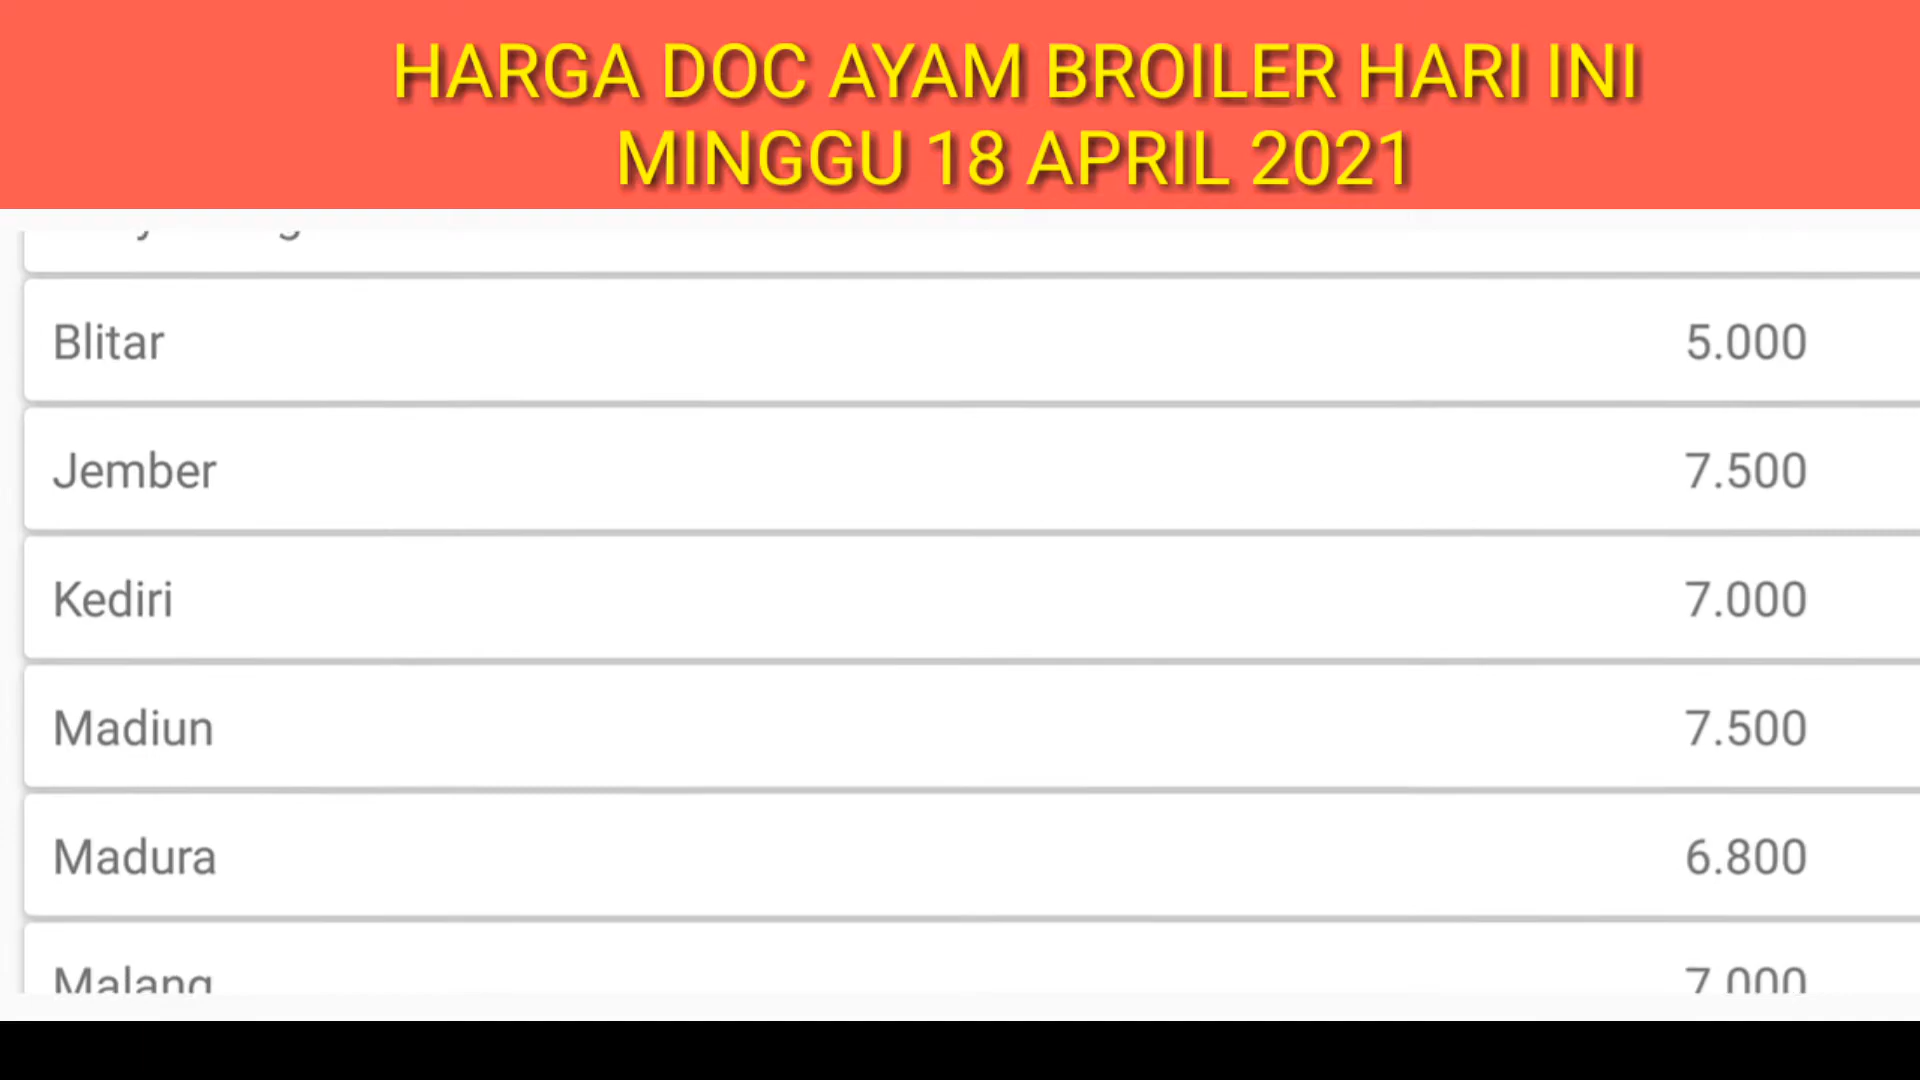 HARGA DOC AYAM BROILER HARI INI
MINGGU 18 APRIL 2021
Blitar 5.000
Jember 7.500
Kediri 7.000
Madiun 7.500
Madura 6.800
Malang 7.000